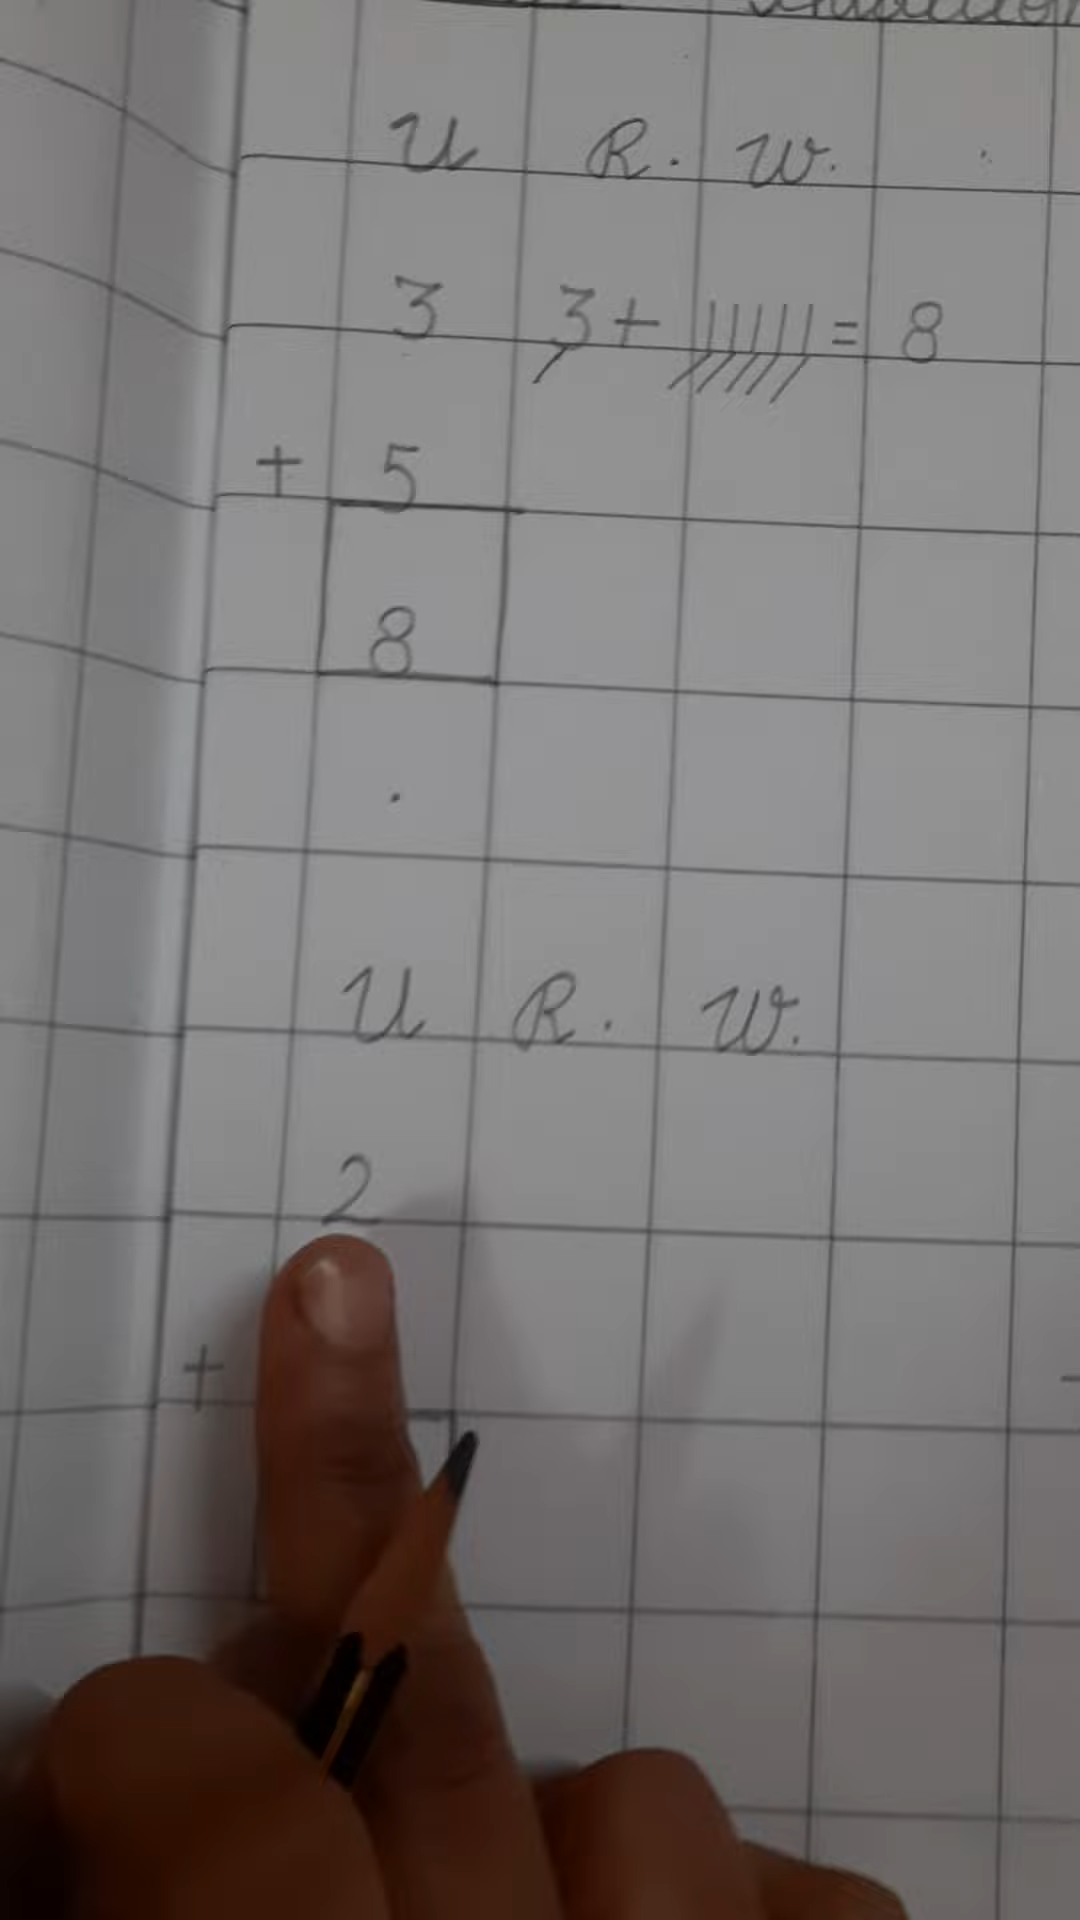 U R. W.
3 3 + ||||| = 8
+ 5
8
U R. W.
2
+